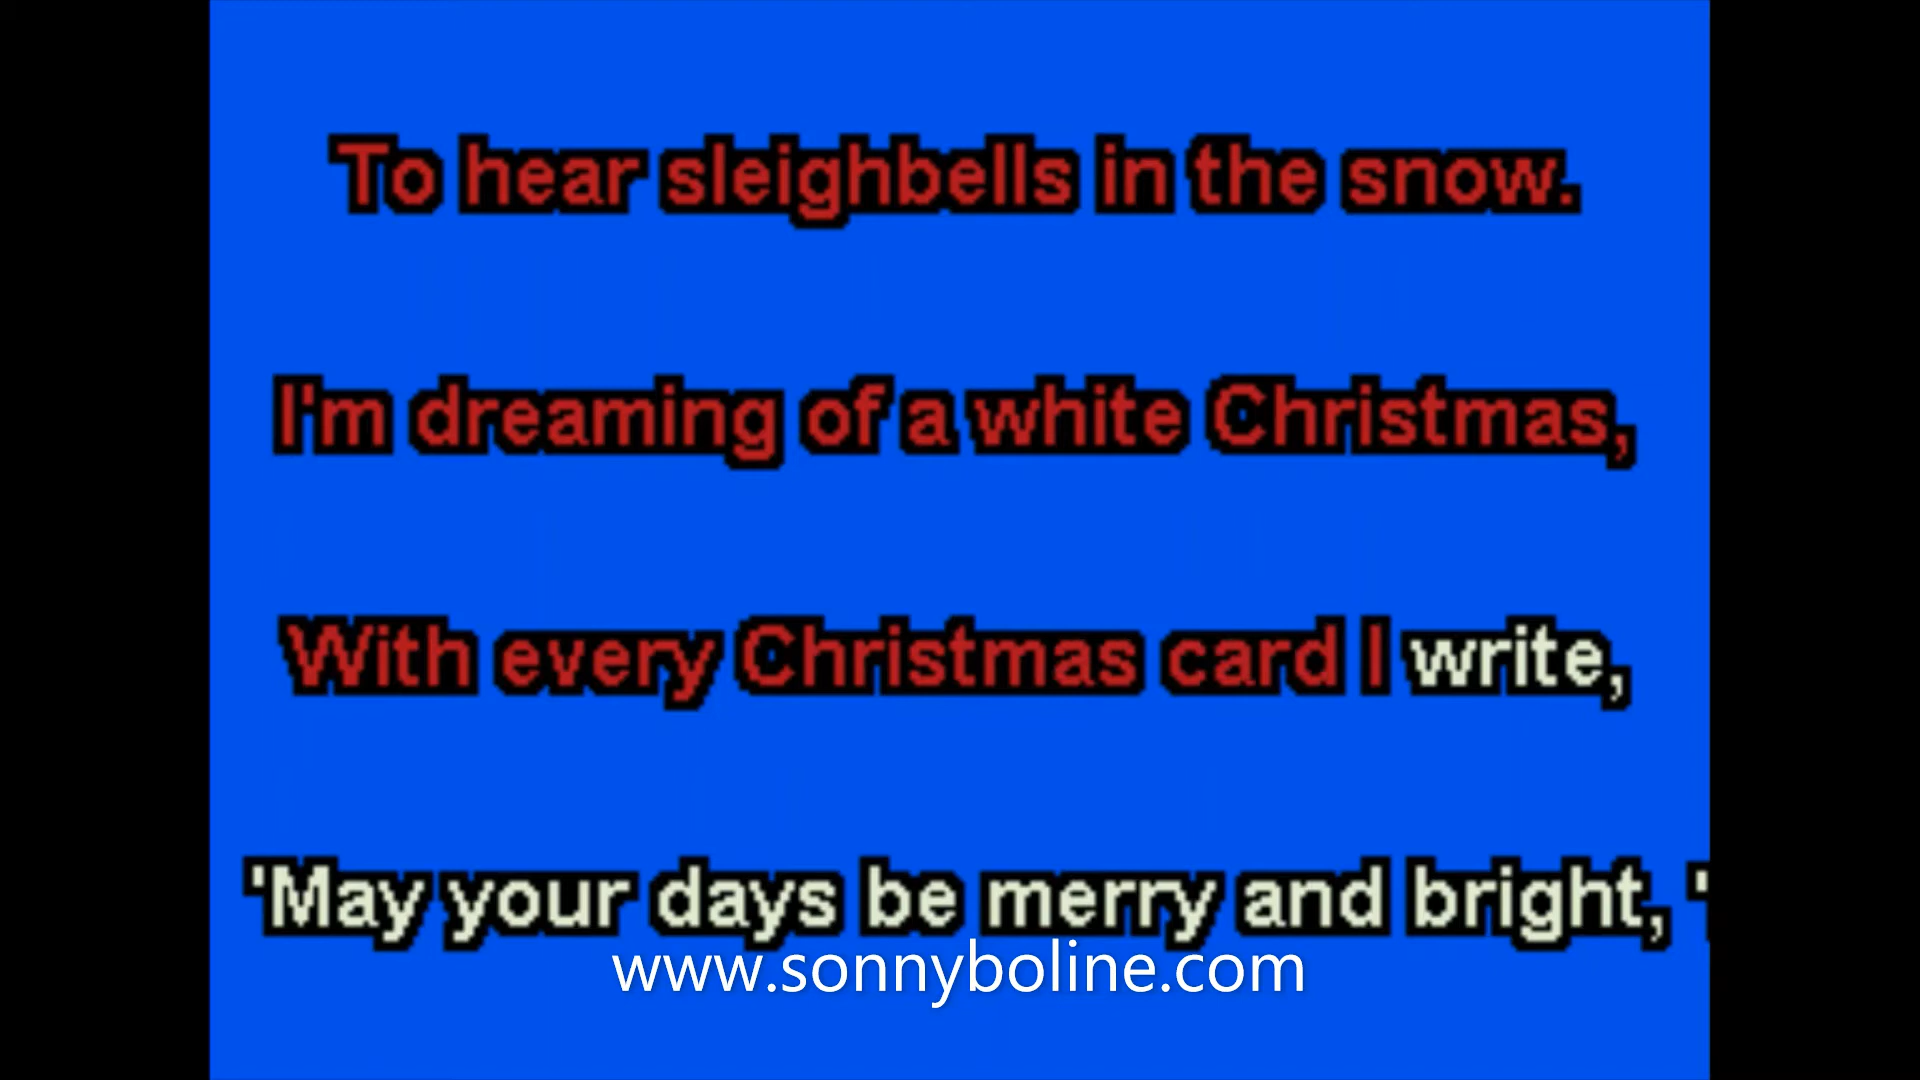 To hear sleighbells in the snow.
I'm dreaming of a white Christmas,
With every Christmas card I write,
'May your days be merry and bright, '
www.sonnyboline.com